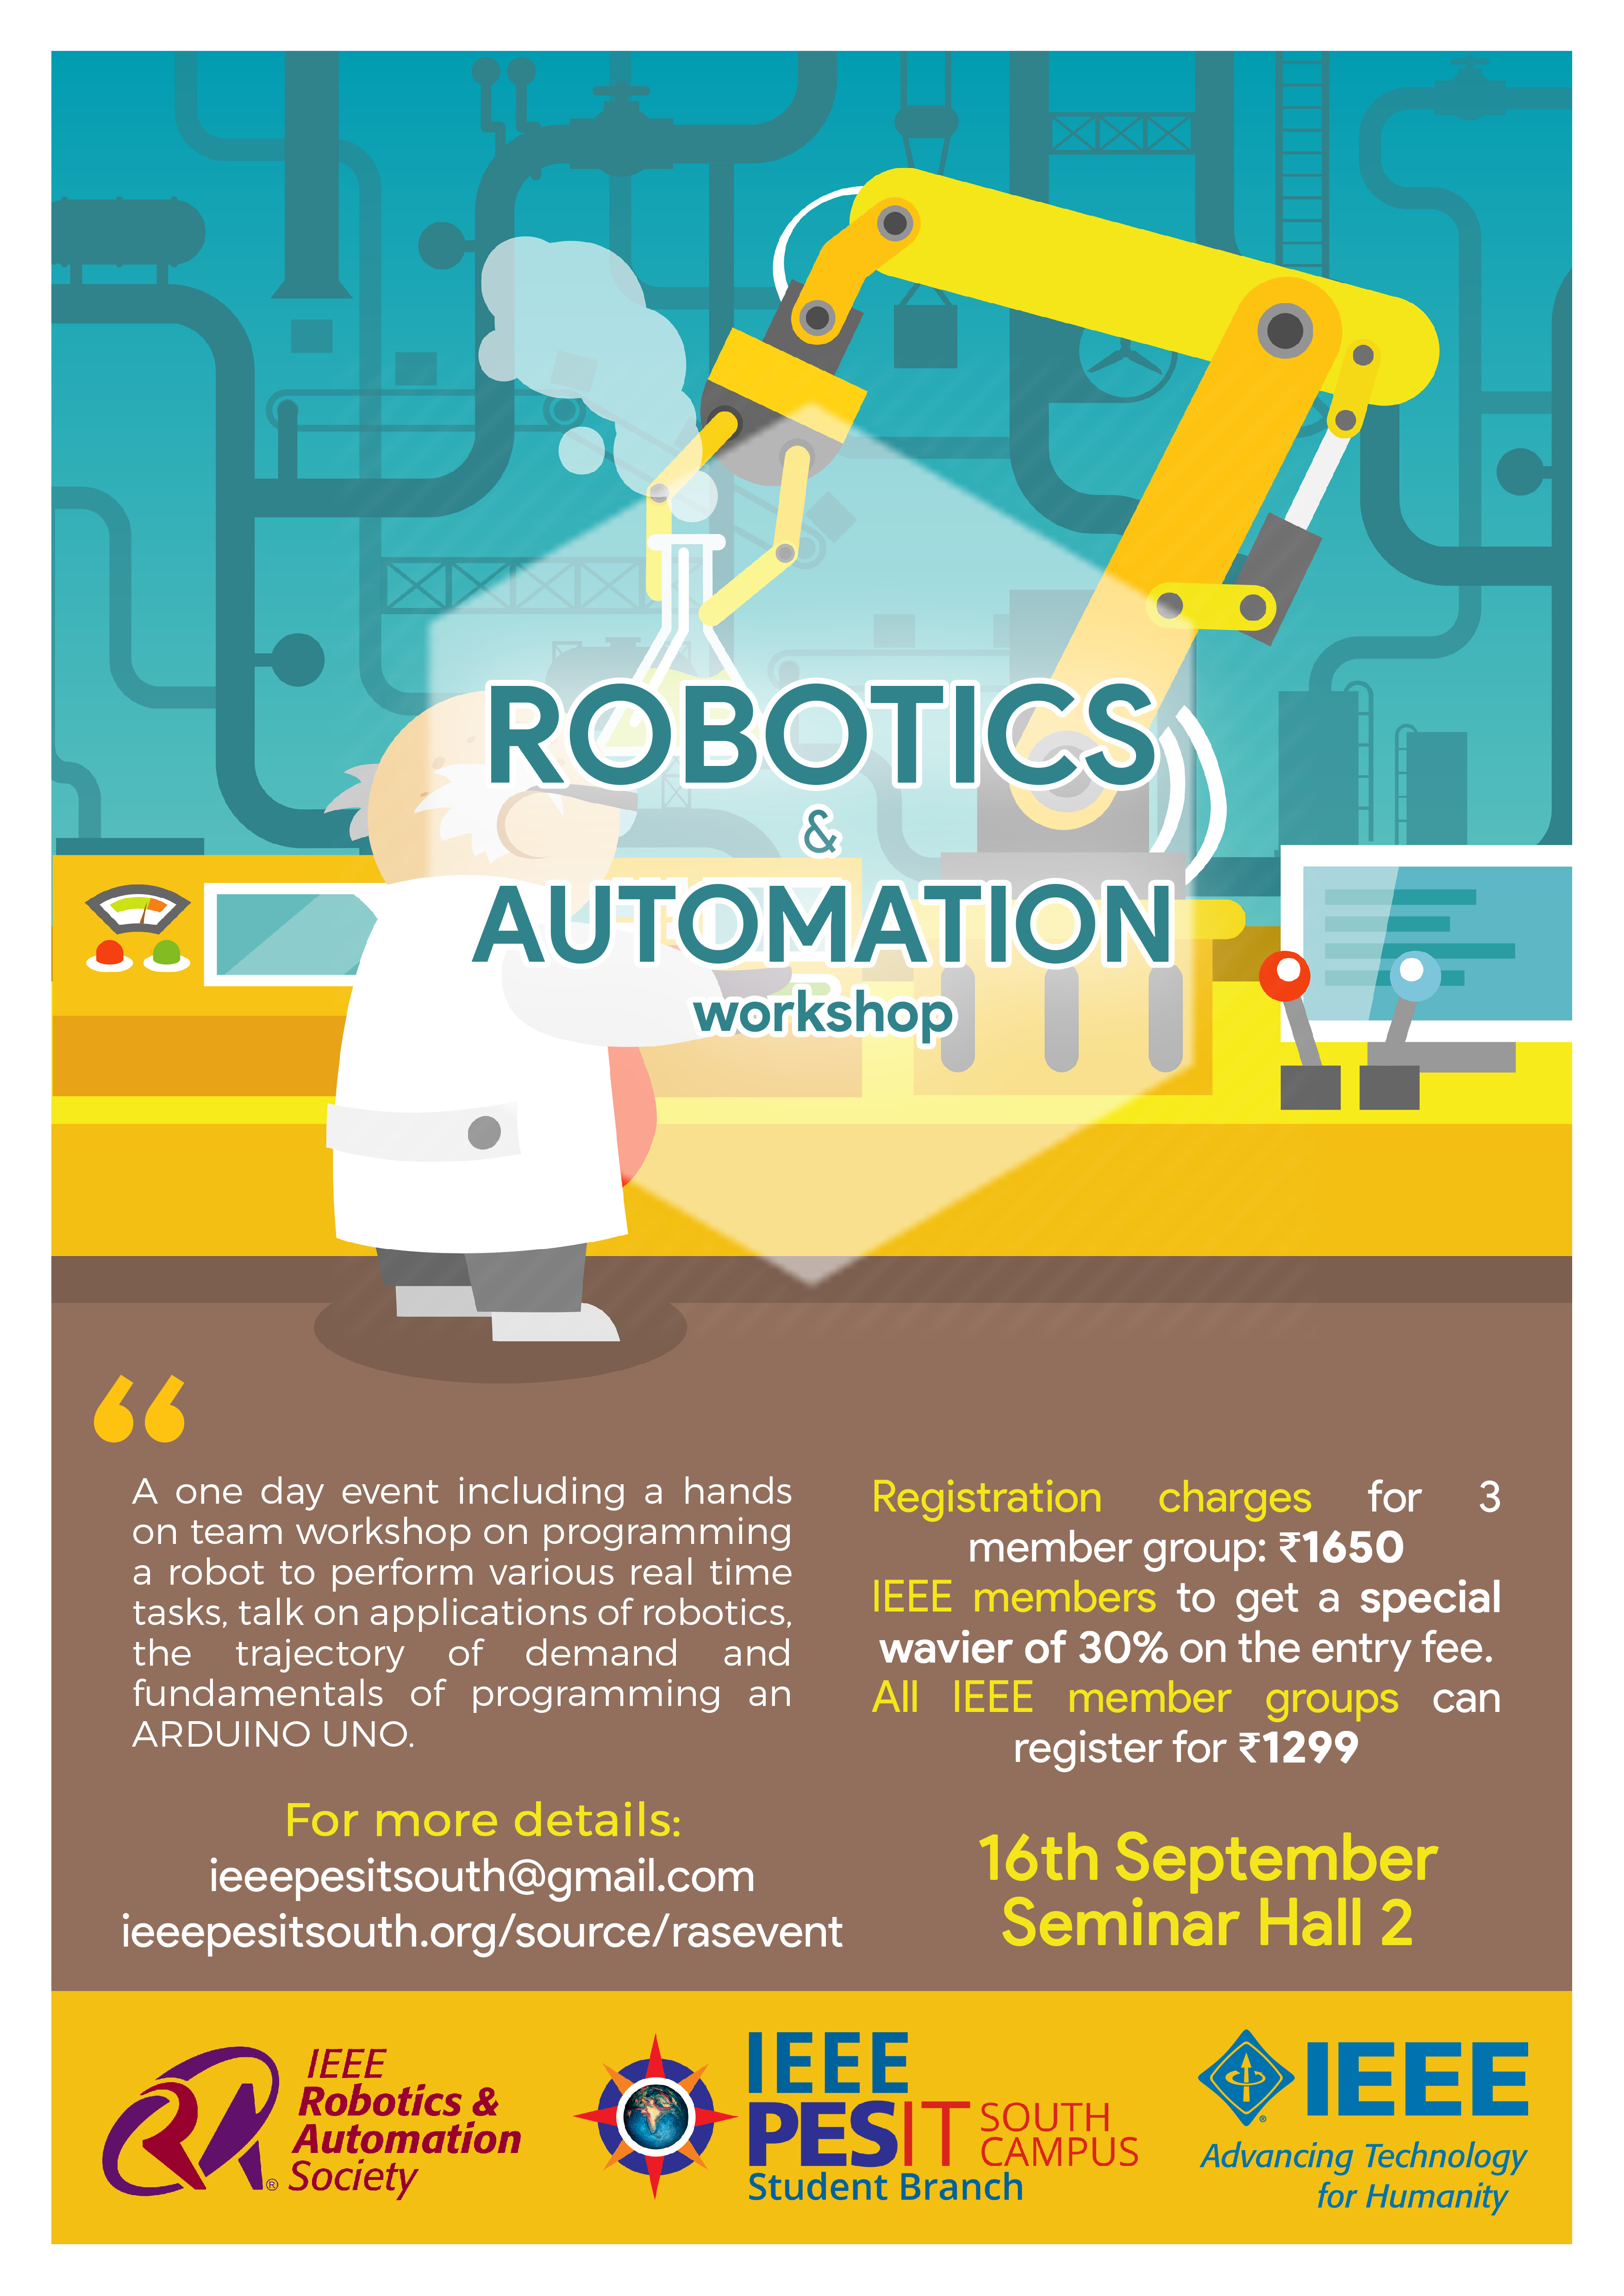 ROBOTICS
&
AUTOMATION
workshop
“
A one day event including a hands
on team workshop on programming
a robot to perform various real time
tasks, talk on applications of robotics,
the trajectory of demand and
fundamentals of programming an
ARDUINO UNO.
For more details:
ieeepesitsouth@gmail.com
ieeepesitsouth.org/source/rasevent
Registration charges for 3
member group: ₹1650
IEEE members to get a special
wavier of 30% on the entry fee.
All IEEE member groups can
register for ₹1299
16th September
Seminar Hall 2
IEEE
Robotics &
Automation
Society
®
IEEE
PESIT SOUTH
CAMPUS
Student Branch
IEEE
®
Advancing Technology
for Humanity